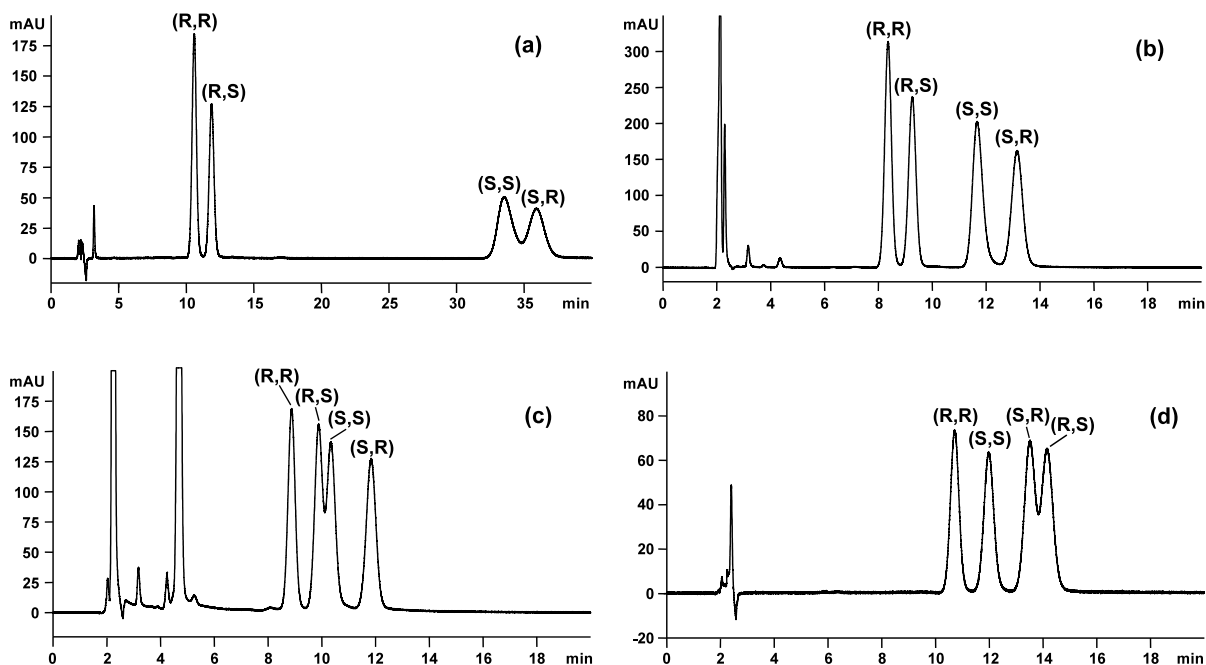 mAU
(R,R)
(R,S)
(S,S)
(S,R)
(a)
175
150
125
100
75
50
25
0
0 5 10 15 20 25 30 35 min
mAU
(R,R)
(R,S)
(S,S)
(S,R)
(b)
300
250
200
150
100
50
0
0 2 4 6 8 10 12 14 16 18 min
mAU
(R,R)
(R,S)
(S,S)
(S,R)
(c)
175
150
125
100
75
50
25
0
0 2 4 6 8 10 12 14 16 18 min
mAU
(R,R)
(S,S)
(S,R)
(R,S)
(d)
80
60
40
20
0
-20
0 2 4 6 8 10 12 14 16 18 min